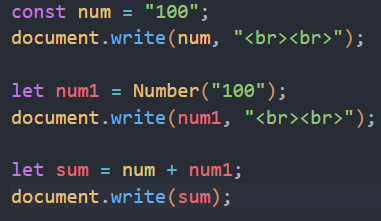 const num = "100";
document.write(num, "<br><br>");
let num1 = Number("100");
document.write(num1, "<br><br>");
let sum = num + num1;
document.write(sum);